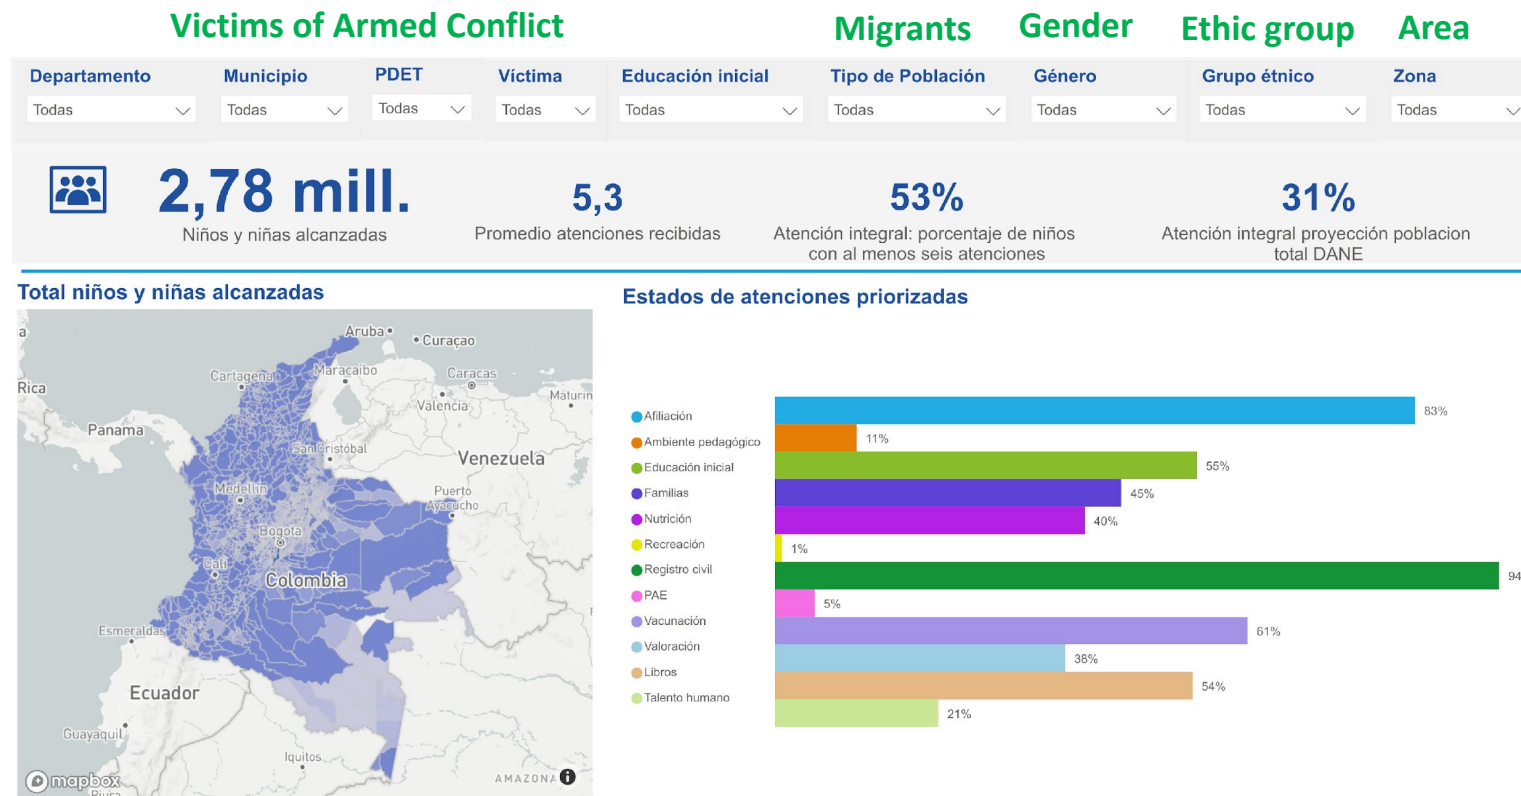 Victims of Armed Conflict
Migrants
Gender
Ethic group
Area
Departamento
Municipio
PDET
Víctima
Educación inicial
Tipo de Población
Género
Grupo étnico
Zona
Todas
Todas
Todas
Todas
Todas
Todas
Todas
Todas
Todas
2,78 mill.
Niños y niñas alcanzadas
5,3
Promedio atenciones recibidas
53%
Atención integral: porcentaje de niños
con al menos seis atenciones
31%
Atención integral proyección poblacion
total DANE
Total niños y niñas alcanzadas
a
Aruba
Curaçao
Rica
Cartagena
Maracaibo
Caracas
Maturín
Valencia
Panama
San Cristóbal
Venezuela
Medellín
Puerto
Ayacucho
Bogota
Cali
Colombia
Esmeraldas
Ecuador
Guayaquil
Iquitos
AMAZONA
mapbox
Piura
Estados de atenciones priorizadas
Afiliación
83%
Ambiente pedagógico
11%
Educación inicial
55%
Familias
45%
Nutrición
40%
Recreación
1%
Registro civil
94
PAE
5%
Vacunación
61%
Valoración
38%
Libros
54%
Talento humano
21%